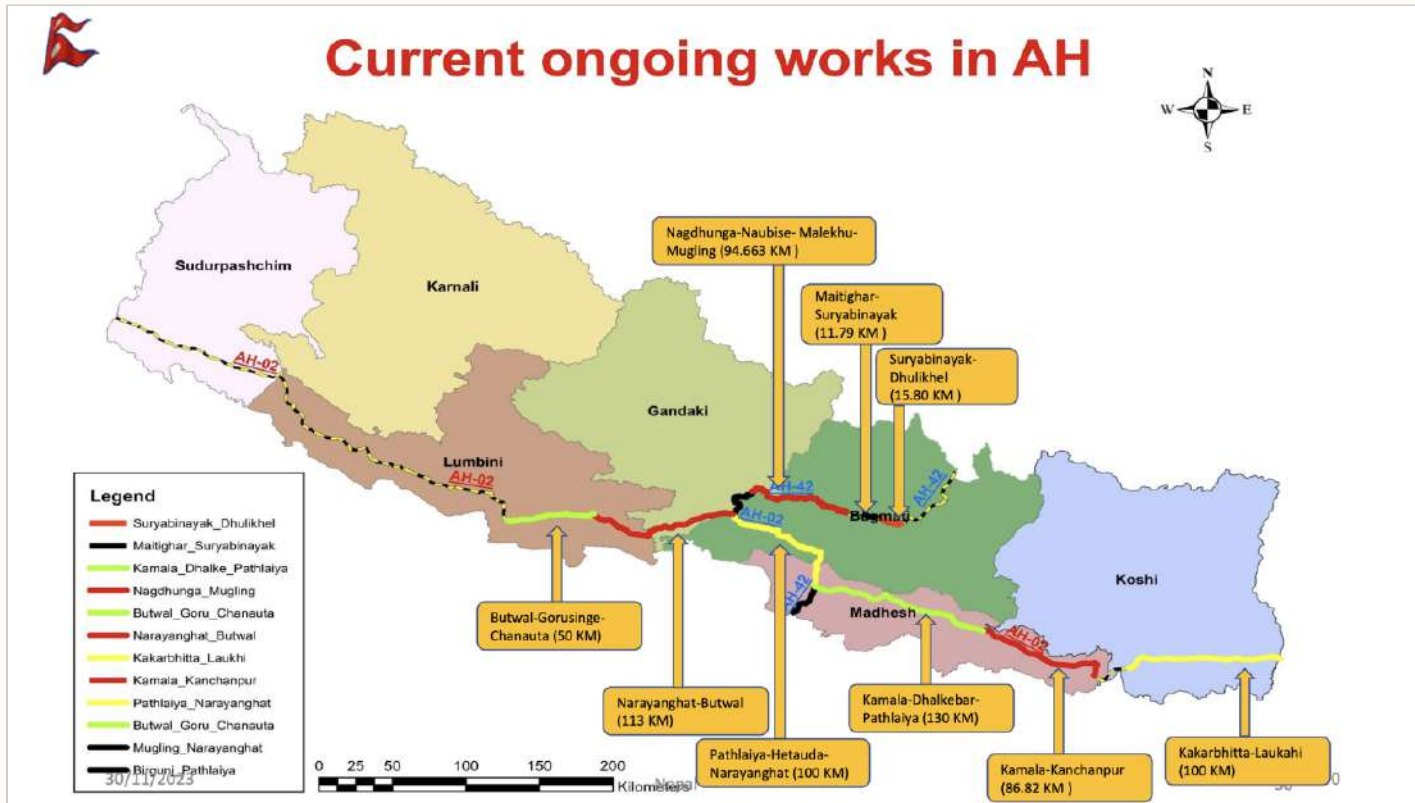 Current ongoing works in AH
N
W
E
S
Nagdhunga-Naubise- Malekhu-
Mugling (94.663 KM )
Maitighar-
Suryabinayak
(11.79 KM )
Suryabinayak-
Dhulikhel
(15.80 KM )
Sudurpashchim
Karnali
AH-02
Gandaki
Lumbini
AH-02
AH-42
AH-42
AH-02
Bagmati
AH-42
Koshi
Madhesh
AH-02
Butwal-Gorusinge-
Chanauta (50 KM)
Narayanghat-Butwal
(113 KM)
Pathlaiya-Hetauda-
Narayanghat (100 KM)
Kamala-Dhalkebar-
Pathlaiya (130 KM)
Kamala-Kanchanpur
(86.82 KM)
Kakarbhitta-Laukahi
(100 KM)
Legend
Suryabinayak_Dhulikhel
Maitighar_Suryabinayak
Kamala_Dhalke_Pathlaiya
Nagdhunga_Mugling
Butwal_Goru_Chanauta
Narayanghat_Butwal
Kakarbhitta_Laukhi
Kamala_Kanchanpur
Pathlaiya_Narayanghat
Butwal_Goru_Chanauta
Mugling_Narayanghat
Birgunj_Pathlaiya
0 25 50 100 150 200
Kilometers
30/11/2023
Nepal